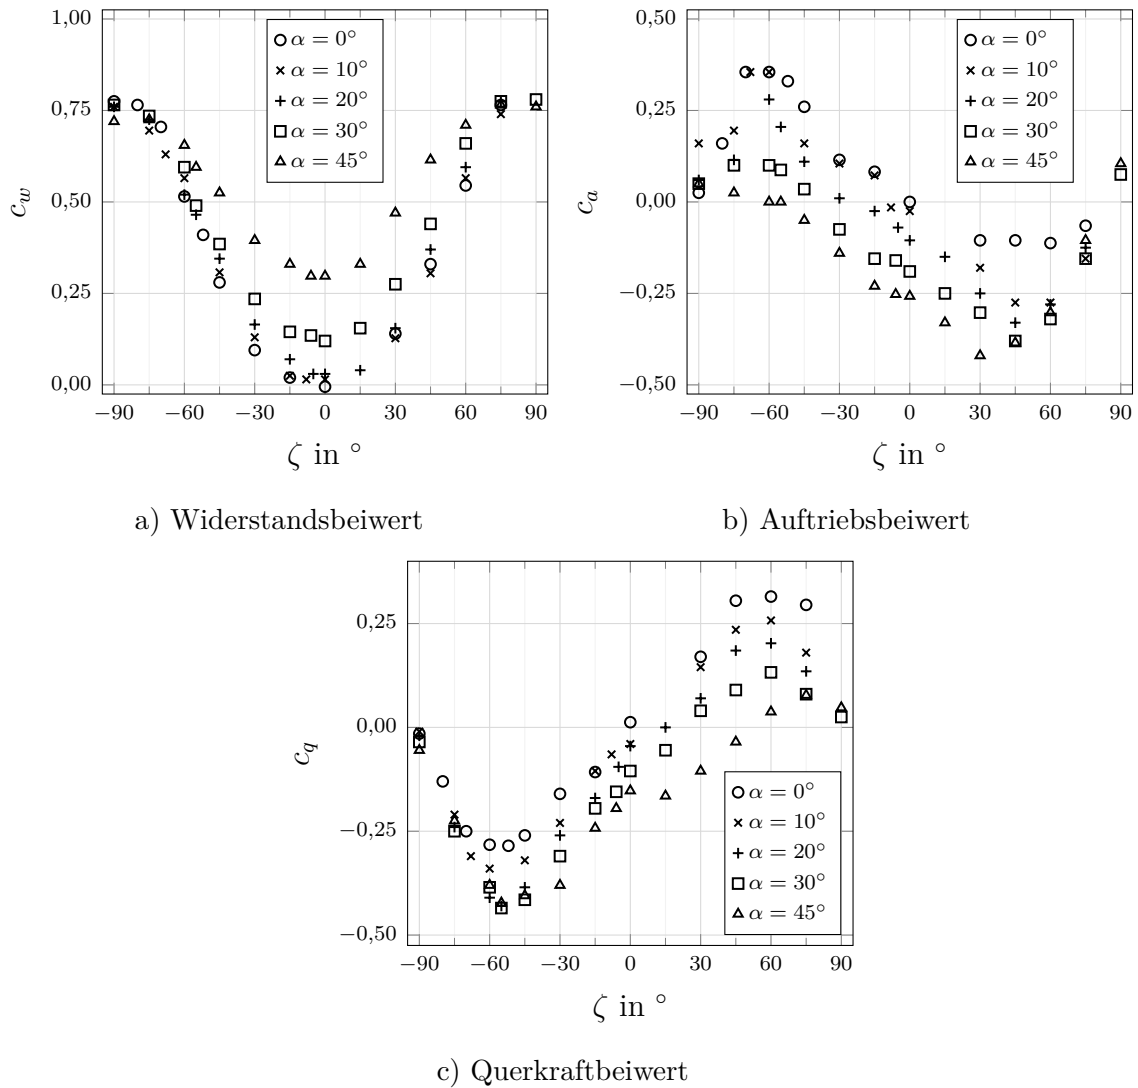 1,00
0,75
0,50
0,25
0,00
c_w
α = 0°
α = 10°
α = 20°
α = 30°
α = 45°
−90 −60 −30 0 30 60 90
ζ in °
a) Widerstandsbeiwert
0,50
0,25
0,00
−0,25
−0,50
c_a
α = 0°
α = 10°
α = 20°
α = 30°
α = 45°
−90 −60 −30 0 30 60 90
ζ in °
b) Auftriebsbeiwert
0,25
0,00
−0,25
−0,50
c_q
α = 0°
α = 10°
α = 20°
α = 30°
α = 45°
−90 −60 −30 0 30 60 90
ζ in °
c) Querkraftbeiwert